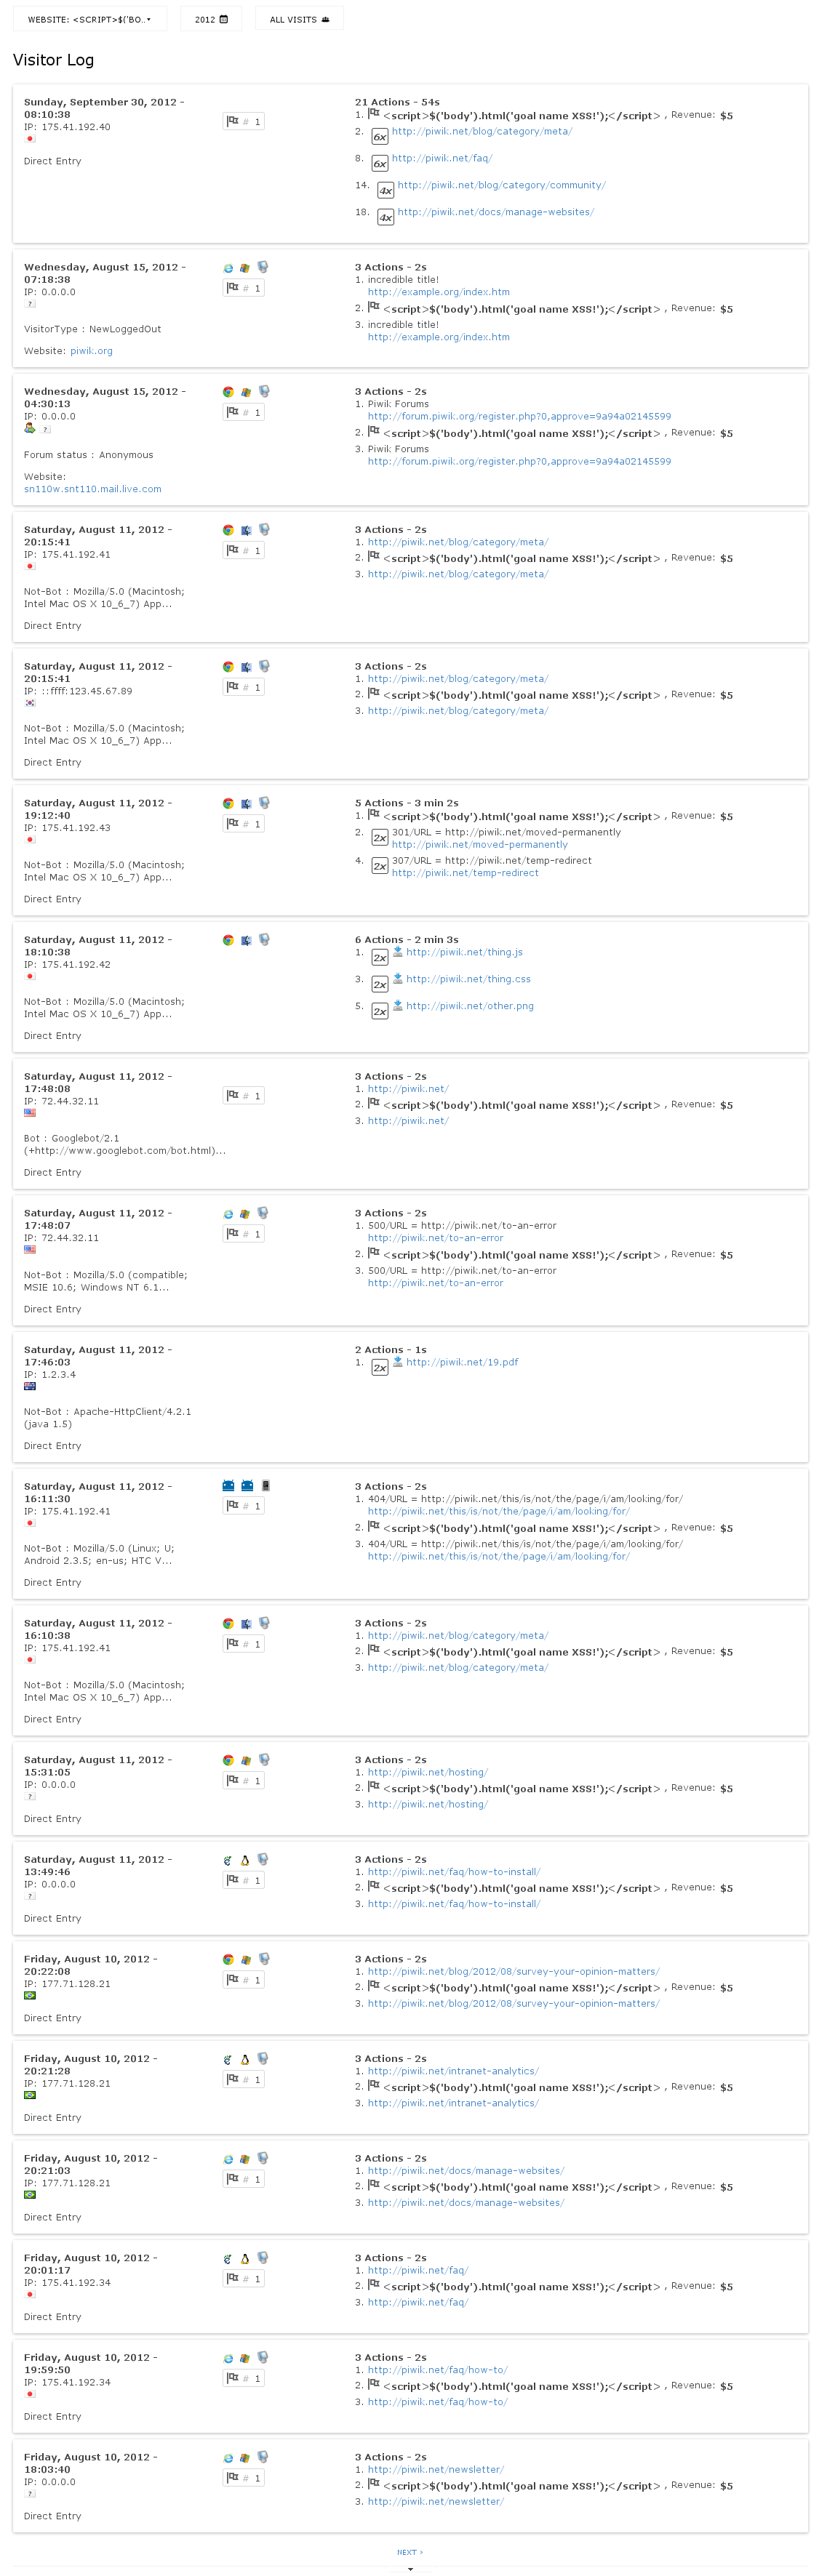 WEBSITE: <SCRIPT>$('BO..
2012
ALL VISITS
Visitor Log
Sunday, September 30, 2012 -
08:10:38
IP: 175.41.192.40
Direct Entry
# 1
21 Actions - 54s
1. <script>$('body').html('goal name XSS!');</script> , Revenue: $5
2. 6x http://piwik.net/blog/category/meta/
8. 6x http://piwik.net/faq/
14. 4x http://piwik.net/blog/category/community/
18. 4x http://piwik.net/docs/manage-websites/
Wednesday, August 15, 2012 -
07:18:38
IP: 0.0.0.0
?
VisitorType : NewLoggedOut
Website: piwik.org
# 1
3 Actions - 2s
1. incredible title!
http://example.org/index.htm
2. <script>$('body').html('goal name XSS!');</script> , Revenue: $5
3. incredible title!
http://example.org/index.htm
Wednesday, August 15, 2012 -
04:30:13
IP: 0.0.0.0
?
Forum status : Anonymous
Website:
sn110w.snt110.mail.live.com
# 1
3 Actions - 2s
1. Piwik Forums
http://forum.piwik.org/register.php?0,approve=9a94a02145599
2. <script>$('body').html('goal name XSS!');</script> , Revenue: $5
3. Piwik Forums
http://forum.piwik.org/register.php?0,approve=9a94a02145599
Saturday, August 11, 2012 -
20:15:41
IP: 175.41.192.41
Not-Bot : Mozilla/5.0 (Macintosh;
Intel Mac OS X 10_6_7) App...
Direct Entry
# 1
3 Actions - 2s
1. http://piwik.net/blog/category/meta/
2. <script>$('body').html('goal name XSS!');</script> , Revenue: $5
3. http://piwik.net/blog/category/meta/
Saturday, August 11, 2012 -
20:15:41
IP: ::ffff:123.45.67.89
Not-Bot : Mozilla/5.0 (Macintosh;
Intel Mac OS X 10_6_7) App...
Direct Entry
# 1
3 Actions - 2s
1. http://piwik.net/blog/category/meta/
2. <script>$('body').html('goal name XSS!');</script> , Revenue: $5
3. http://piwik.net/blog/category/meta/
Saturday, August 11, 2012 -
19:12:40
IP: 175.41.192.43
Not-Bot : Mozilla/5.0 (Macintosh;
Intel Mac OS X 10_6_7) App...
Direct Entry
# 1
5 Actions - 3 min 2s
1. <script>$('body').html('goal name XSS!');</script> , Revenue: $5
2. 2x 301/URL = http://piwik.net/moved-permanently
http://piwik.net/moved-permanently
4. 2x 307/URL = http://piwik.net/temp-redirect
http://piwik.net/temp-redirect
Saturday, August 11, 2012 -
18:10:38
IP: 175.41.192.42
Not-Bot : Mozilla/5.0 (Macintosh;
Intel Mac OS X 10_6_7) App...
Direct Entry
6 Actions - 2 min 3s
1. 2x http://piwik.net/thing.js
3. 2x http://piwik.net/thing.css
5. 2x http://piwik.net/other.png
Saturday, August 11, 2012 -
17:48:08
IP: 72.44.32.11
Bot : Googlebot/2.1
(+http://www.googlebot.com/bot.html)...
Direct Entry
# 1
3 Actions - 2s
1. http://piwik.net/
2. <script>$('body').html('goal name XSS!');</script> , Revenue: $5
3. http://piwik.net/
Saturday, August 11, 2012 -
17:48:07
IP: 72.44.32.11
Not-Bot : Mozilla/5.0 (compatible;
MSIE 10.6; Windows NT 6.1...
Direct Entry
# 1
3 Actions - 2s
1. 500/URL = http://piwik.net/to-an-error
http://piwik.net/to-an-error
2. <script>$('body').html('goal name XSS!');</script> , Revenue: $5
3. 500/URL = http://piwik.net/to-an-error
http://piwik.net/to-an-error
Saturday, August 11, 2012 -
17:46:03
IP: 1.2.3.4
Not-Bot : Apache-HttpClient/4.2.1
(java 1.5)
Direct Entry
2 Actions - 1s
1. 2x http://piwik.net/19.pdf
Saturday, August 11, 2012 -
16:11:30
IP: 175.41.192.41
Not-Bot : Mozilla/5.0 (Linux; U;
Android 2.3.5; en-us; HTC V...
Direct Entry
# 1
3 Actions - 2s
1. 404/URL = http://piwik.net/this/is/not/the/page/i/am/looking/for/
http://piwik.net/this/is/not/the/page/i/am/looking/for/
2. <script>$('body').html('goal name XSS!');</script> , Revenue: $5
3. 404/URL = http://piwik.net/this/is/not/the/page/i/am/looking/for/
http://piwik.net/this/is/not/the/page/i/am/looking/for/
Saturday, August 11, 2012 -
16:10:38
IP: 175.41.192.41
Not-Bot : Mozilla/5.0 (Macintosh;
Intel Mac OS X 10_6_7) App...
Direct Entry
# 1
3 Actions - 2s
1. http://piwik.net/blog/category/meta/
2. <script>$('body').html('goal name XSS!');</script> , Revenue: $5
3. http://piwik.net/blog/category/meta/
Saturday, August 11, 2012 -
15:31:05
IP: 0.0.0.0
?
Direct Entry
# 1
3 Actions - 2s
1. http://piwik.net/hosting/
2. <script>$('body').html('goal name XSS!');</script> , Revenue: $5
3. http://piwik.net/hosting/
Saturday, August 11, 2012 -
13:49:46
IP: 0.0.0.0
?
Direct Entry
# 1
3 Actions - 2s
1. http://piwik.net/faq/how-to-install/
2. <script>$('body').html('goal name XSS!');</script> , Revenue: $5
3. http://piwik.net/faq/how-to-install/
Friday, August 10, 2012 -
20:22:08
IP: 177.71.128.21
Direct Entry
# 1
3 Actions - 2s
1. http://piwik.net/blog/2012/08/survey-your-opinion-matters/
2. <script>$('body').html('goal name XSS!');</script> , Revenue: $5
3. http://piwik.net/blog/2012/08/survey-your-opinion-matters/
Friday, August 10, 2012 -
20:21:28
IP: 177.71.128.21
Direct Entry
# 1
3 Actions - 2s
1. http://piwik.net/intranet-analytics/
2. <script>$('body').html('goal name XSS!');</script> , Revenue: $5
3. http://piwik.net/intranet-analytics/
Friday, August 10, 2012 -
20:21:03
IP: 177.71.128.21
Direct Entry
# 1
3 Actions - 2s
1. http://piwik.net/docs/manage-websites/
2. <script>$('body').html('goal name XSS!');</script> , Revenue: $5
3. http://piwik.net/docs/manage-websites/
Friday, August 10, 2012 -
20:01:17
IP: 175.41.192.34
Direct Entry
# 1
3 Actions - 2s
1. http://piwik.net/faq/
2. <script>$('body').html('goal name XSS!');</script> , Revenue: $5
3. http://piwik.net/faq/
Friday, August 10, 2012 -
19:59:50
IP: 175.41.192.34
Direct Entry
# 1
3 Actions - 2s
1. http://piwik.net/faq/how-to/
2. <script>$('body').html('goal name XSS!');</script> , Revenue: $5
3. http://piwik.net/faq/how-to/
Friday, August 10, 2012 -
18:03:40
IP: 0.0.0.0
?
Direct Entry
# 1
3 Actions - 2s
1. http://piwik.net/newsletter/
2. <script>$('body').html('goal name XSS!');</script> , Revenue: $5
3. http://piwik.net/newsletter/
NEXT ›